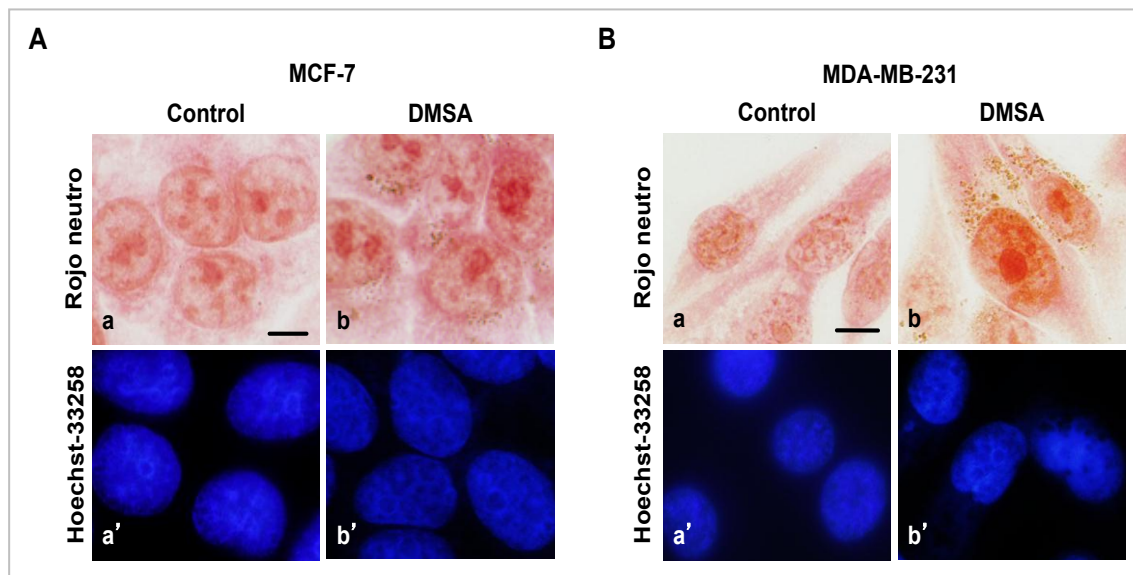 A
MCF-7
Control DMSA
Rojo neutro
a
b
Hoechst-33258
a’
b’
B
MDA-MB-231
Control DMSA
Rojo neutro
a
b
Hoechst-33258
a’
b’